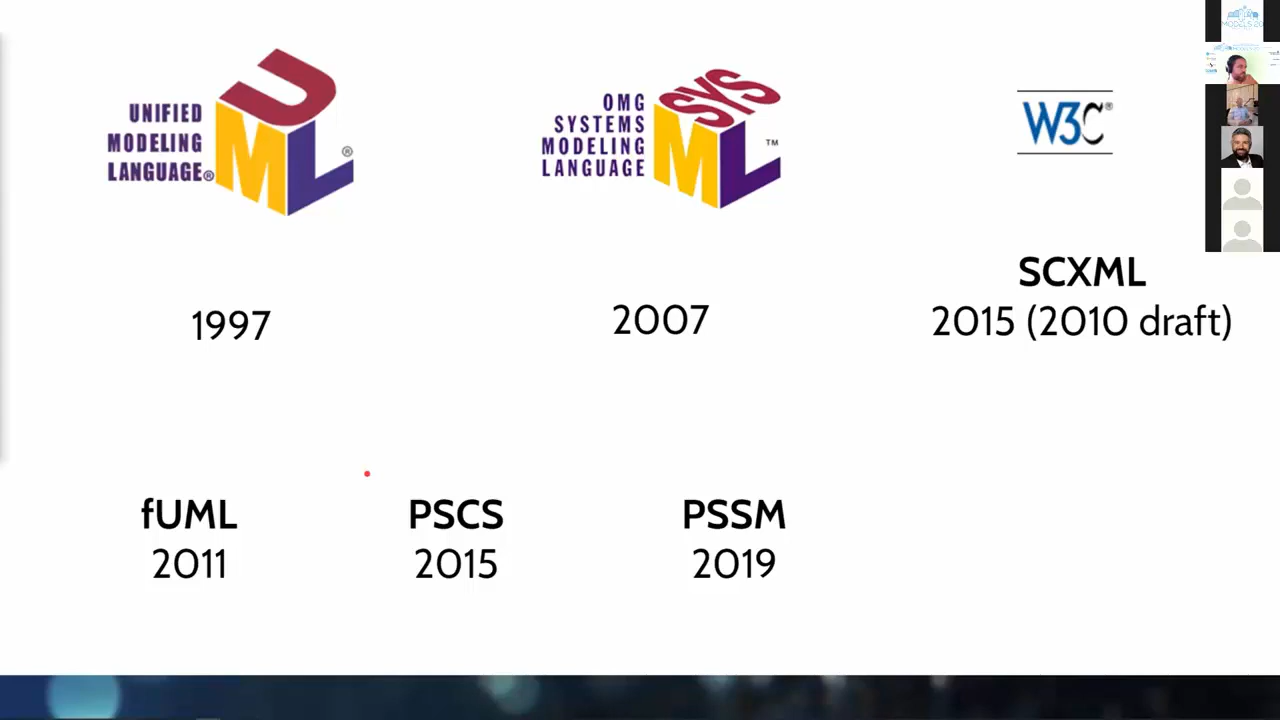 UNIFIED
MODELING
LANGUAGE®
UML®
OMG
SYSTEMS
MODELING
LANGUAGE
SYSML™
W3C®
1997
2007
SCXML
2015 (2010 draft)
fUML
2011
PSCS
2015
PSSM
2019